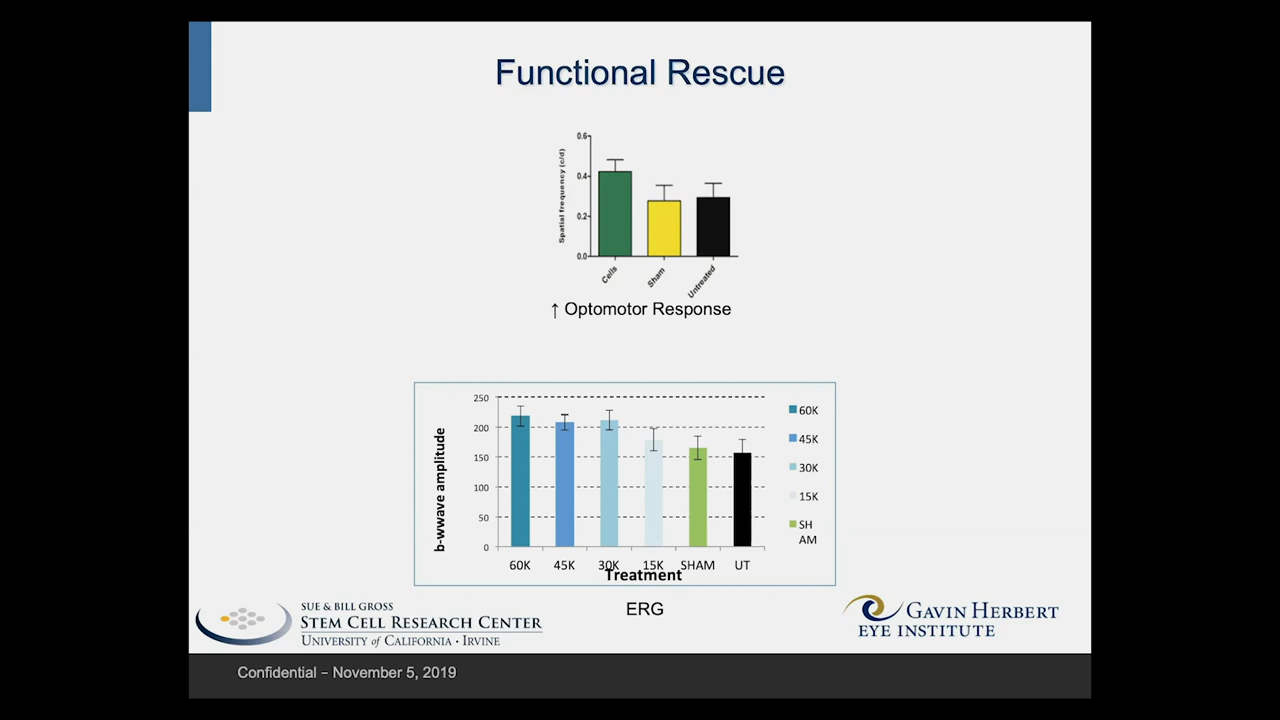 Functional Rescue
0.6
0.4
0.2
0.0
Spatial frequency (c/d)
Cells
Sham
Untreated
↑ Optomotor Response
250
200
150
100
50
0
b-wwave amplitude
60K 45K 30K 15K SHAM UT
Treatment
60K
45K
30K
15K
SH
AM
ERG
SUE & BILL GROSS
STEM CELL RESEARCH CENTER
UNIVERSITY of CALIFORNIA • IRVINE
GAVIN HERBERT
EYE INSTITUTE
Confidential – November 5, 2019